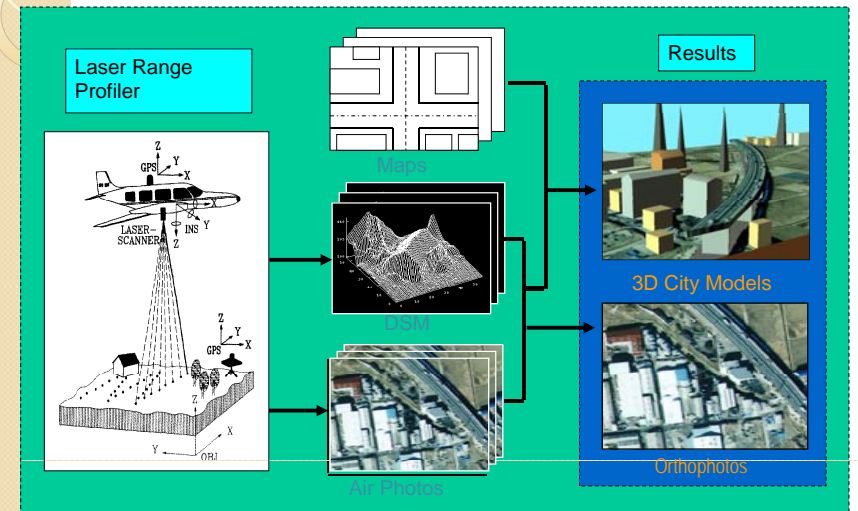 Laser Range
Profiler
Z
Y
GPS
X
X
Y
INS
LASER-
SCANNER
Z
Z
Y
GPS
X
Z
X
Y
OBJ
Maps
DSM
Air Photos
Results
3D City Models
Orthophotos